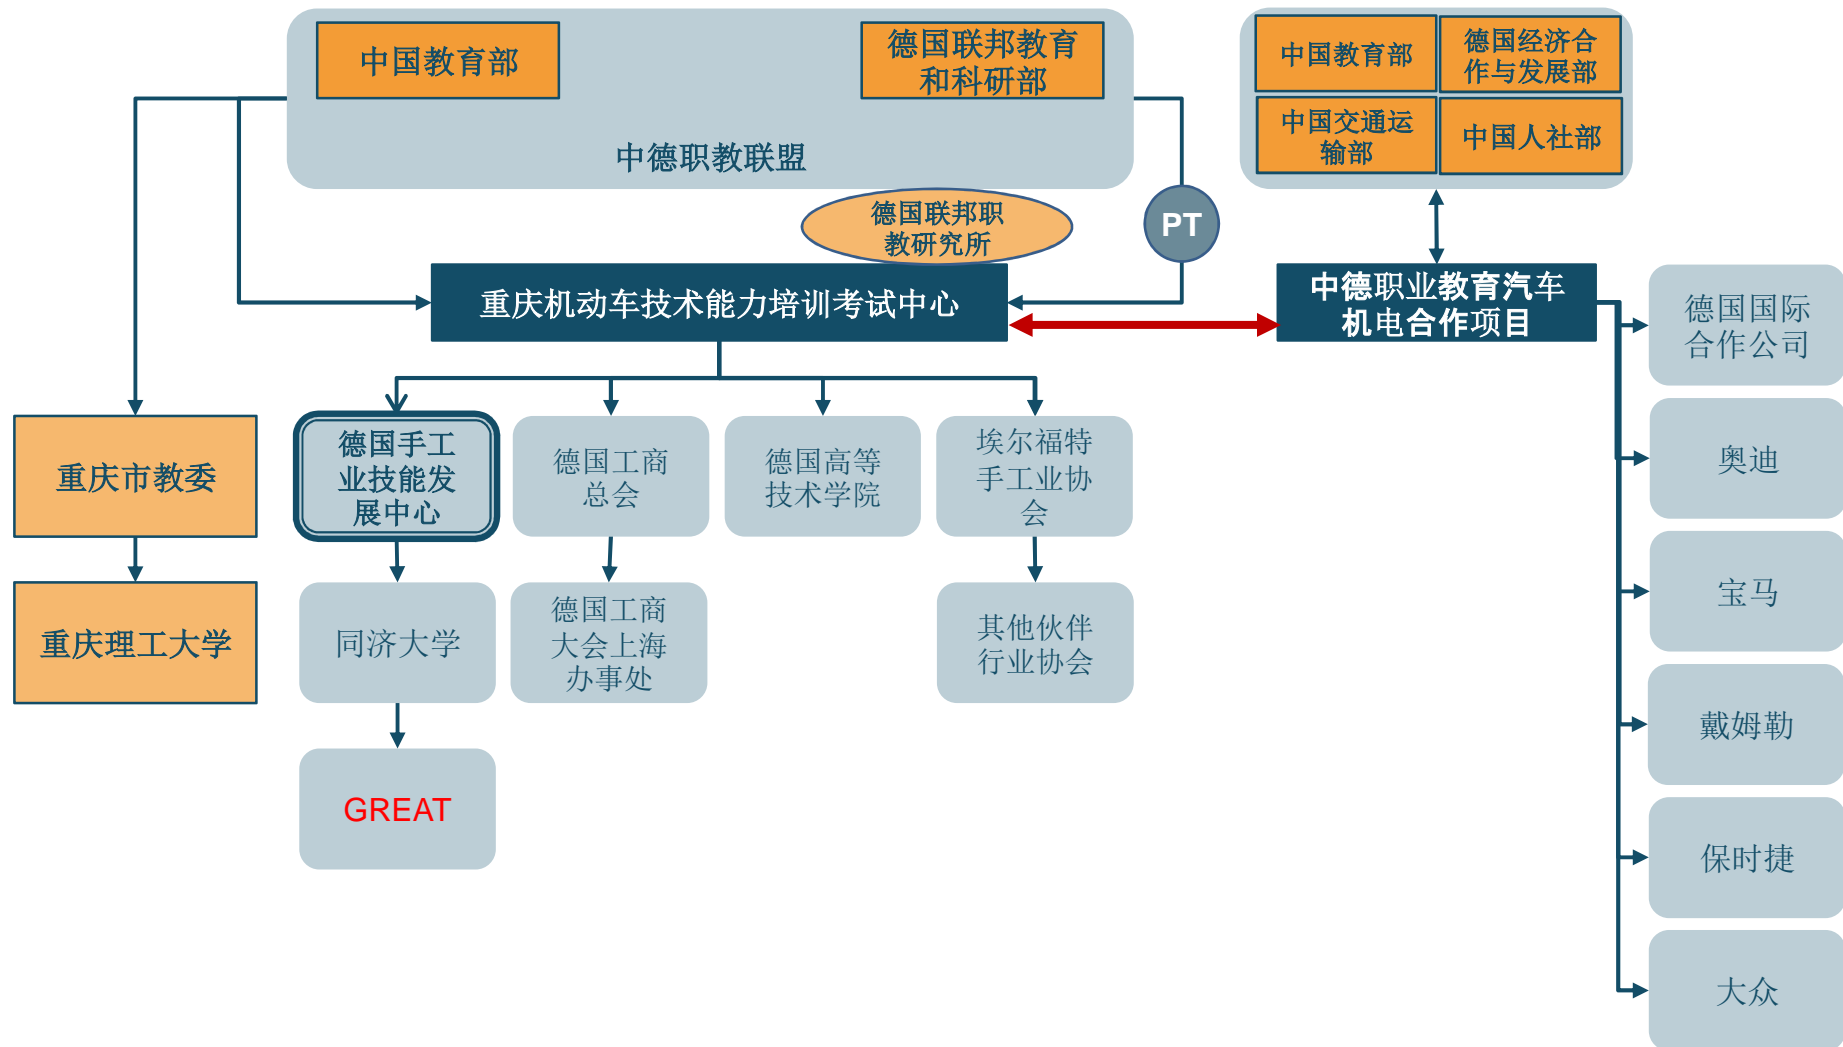 中国教育部
德国联邦教育
和科研部
中德职教联盟
中国教育部
德国经济合
作与发展部
中国交通运
输部
中国人社部
德国联邦职
教研究所
PT
重庆机动车技术能力培训考试中心
中德职业教育汽车
机电合作项目
重庆市教委
重庆理工大学
德国手工
业技能发
展中心
同济大学
GREAT
德国工商
总会
德国工商
大会上海
办事处
德国高等
技术学院
埃尔福特
手工业协
会
其他伙伴
行业协会
德国国际
合作公司
奥迪
宝马
戴姆勒
保时捷
大众